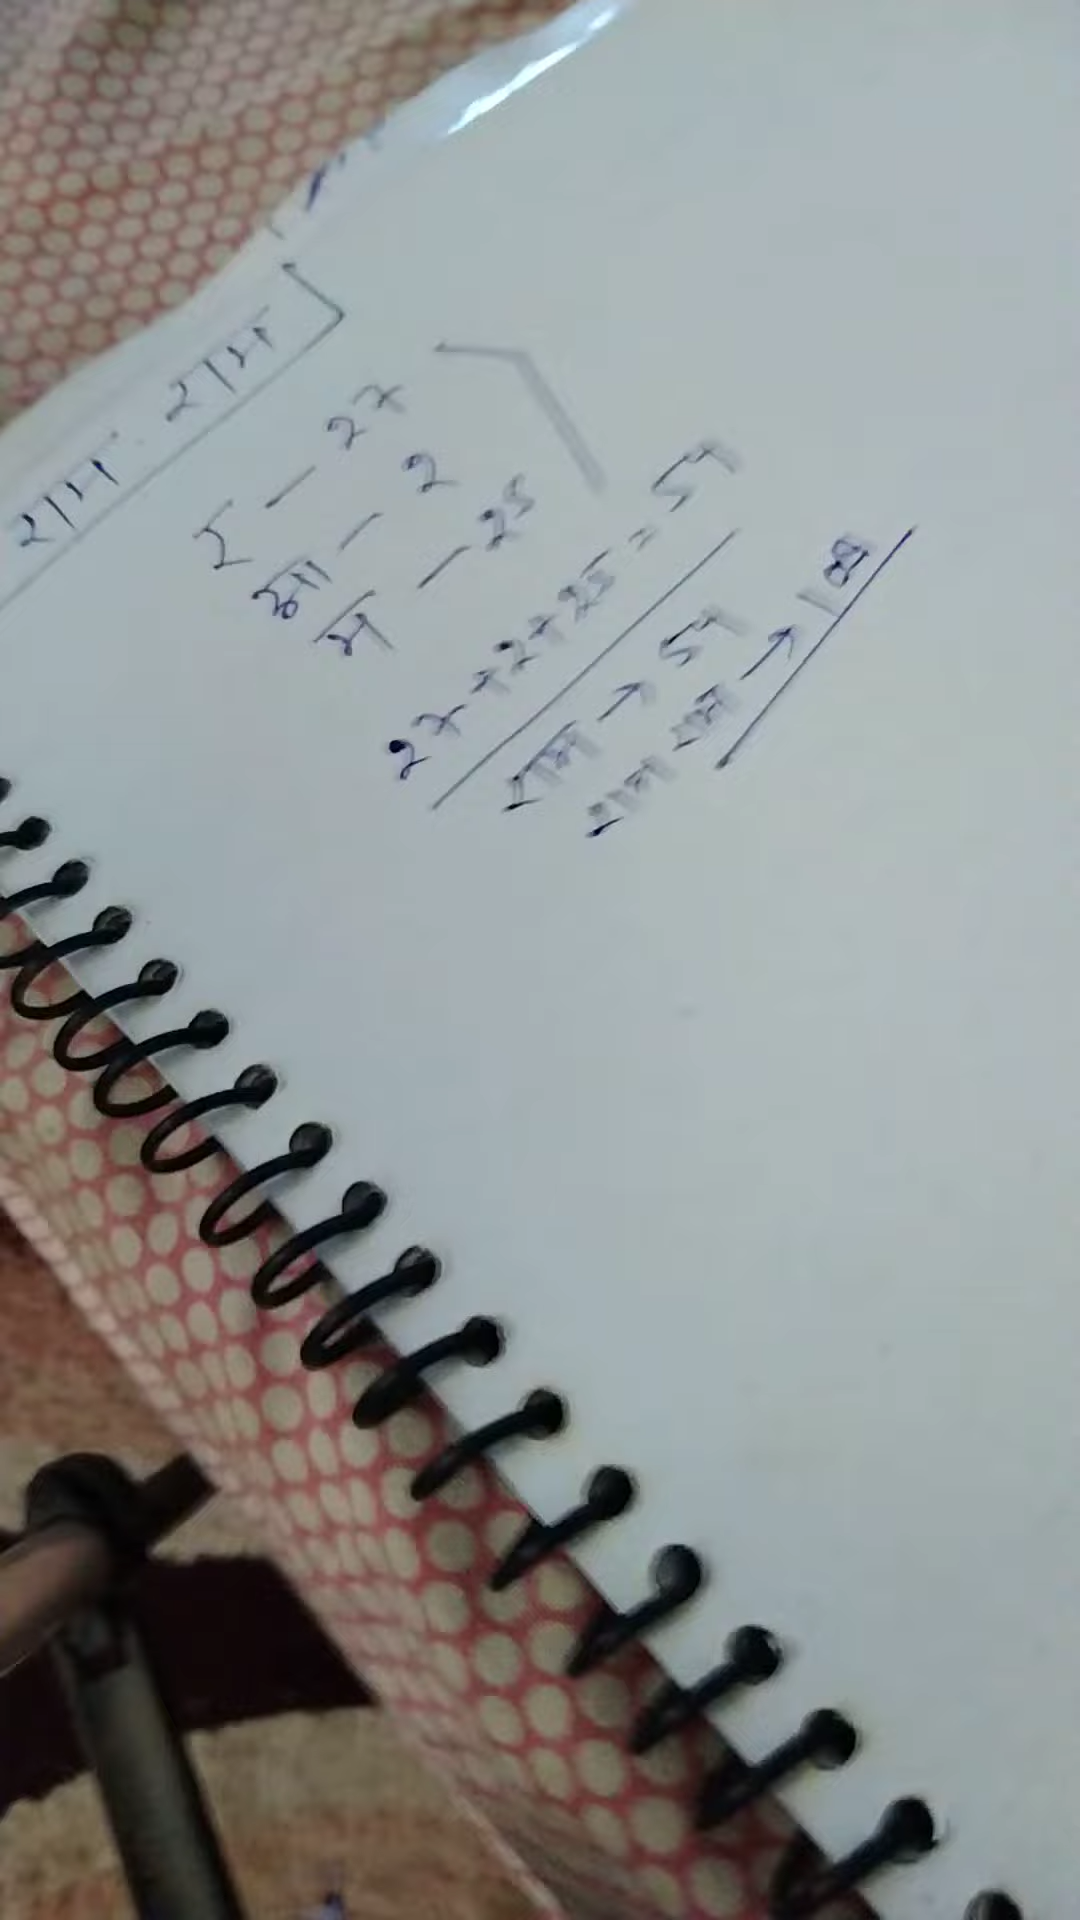 राम राम
र – 27
आ – 2
म – 25
27+2+25 = 54
राम → 54
राम राम → 108